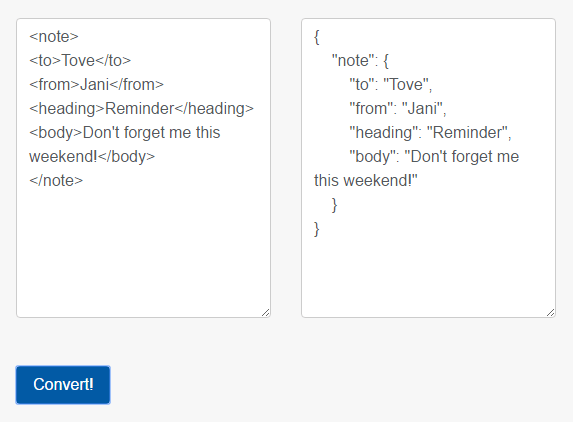 <note>
<to>Tove</to>
<from>Jani</from>
<heading>Reminder</heading>
<body>Don't forget me this
weekend!</body>
</note>
{
"note": {
"to": "Tove",
"from": "Jani",
"heading": "Reminder",
"body": "Don't forget me
this weekend!"
}
}
Convert!